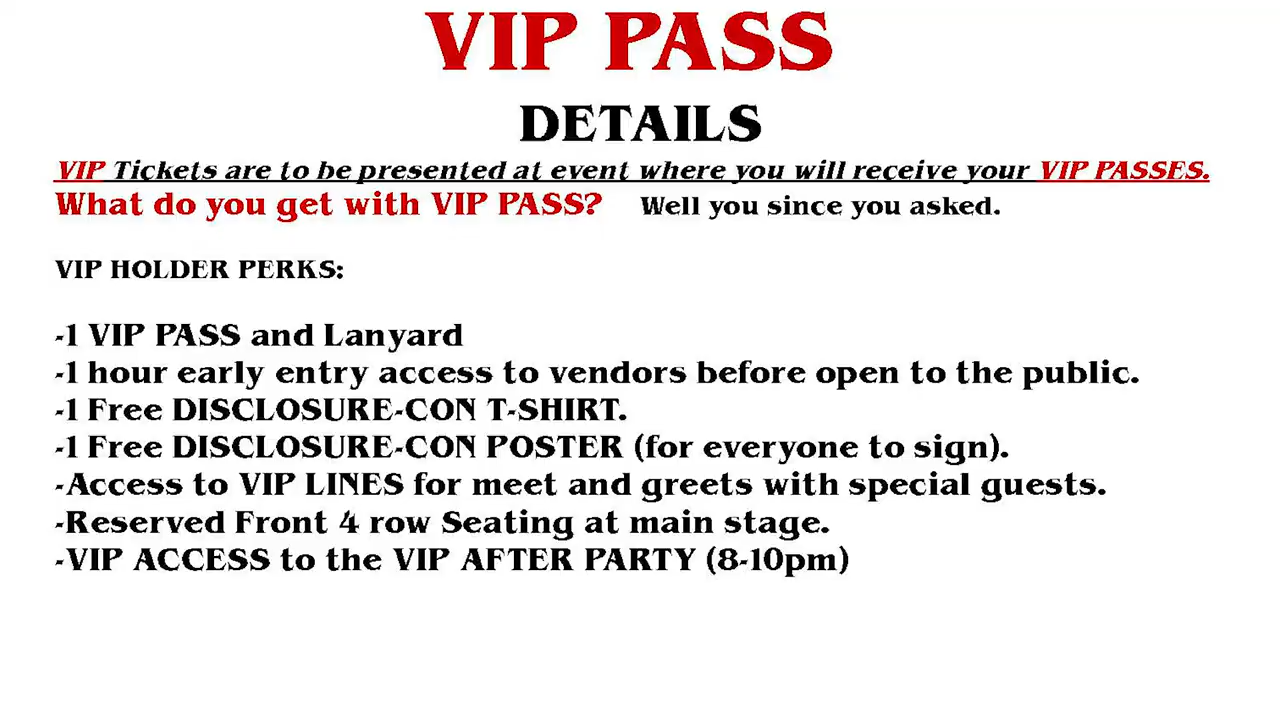 VIP PASS
DETAILS
VIP Tickets are to be presented at event where you will receive your VIP PASSES.
What do you get with VIP PASS? Well you since you asked.
VIP HOLDER PERKS:
-1 VIP PASS and Lanyard
-1 hour early entry access to vendors before open to the public.
-1 Free DISCLOSURE-CON T-SHIRT.
-1 Free DISCLOSURE-CON POSTER (for everyone to sign).
-Access to VIP LINES for meet and greets with special guests.
-Reserved Front 4 row Seating at main stage.
-VIP ACCESS to the VIP AFTER PARTY (8-10pm)